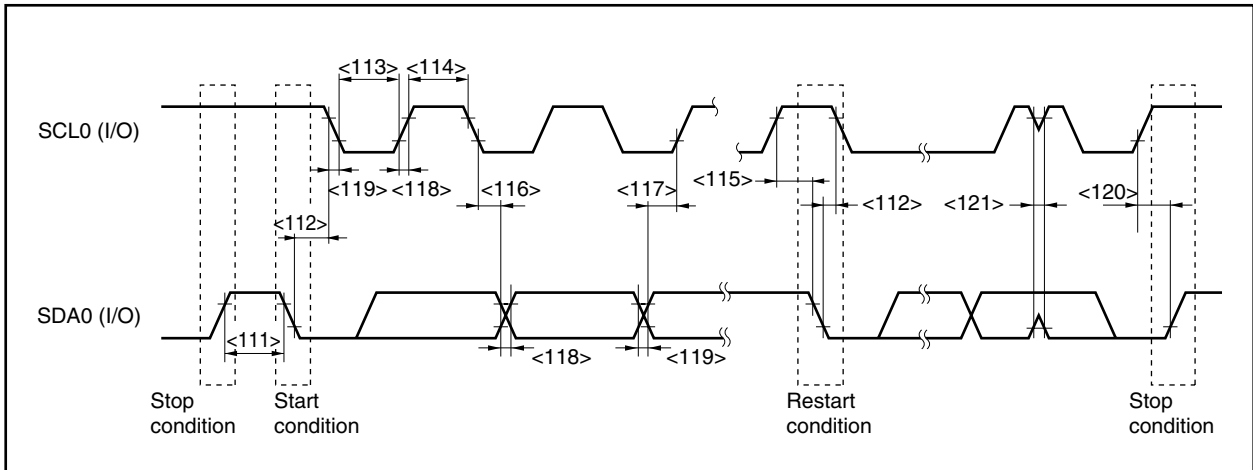 <113> <114>
SCL0 (I/O)
<119> <118> <116> <117> <115> <112> <121> <120>
<112>
SDA0 (I/O)
<111> <118> <119>
Stop condition
Start condition
Restart condition
Stop condition